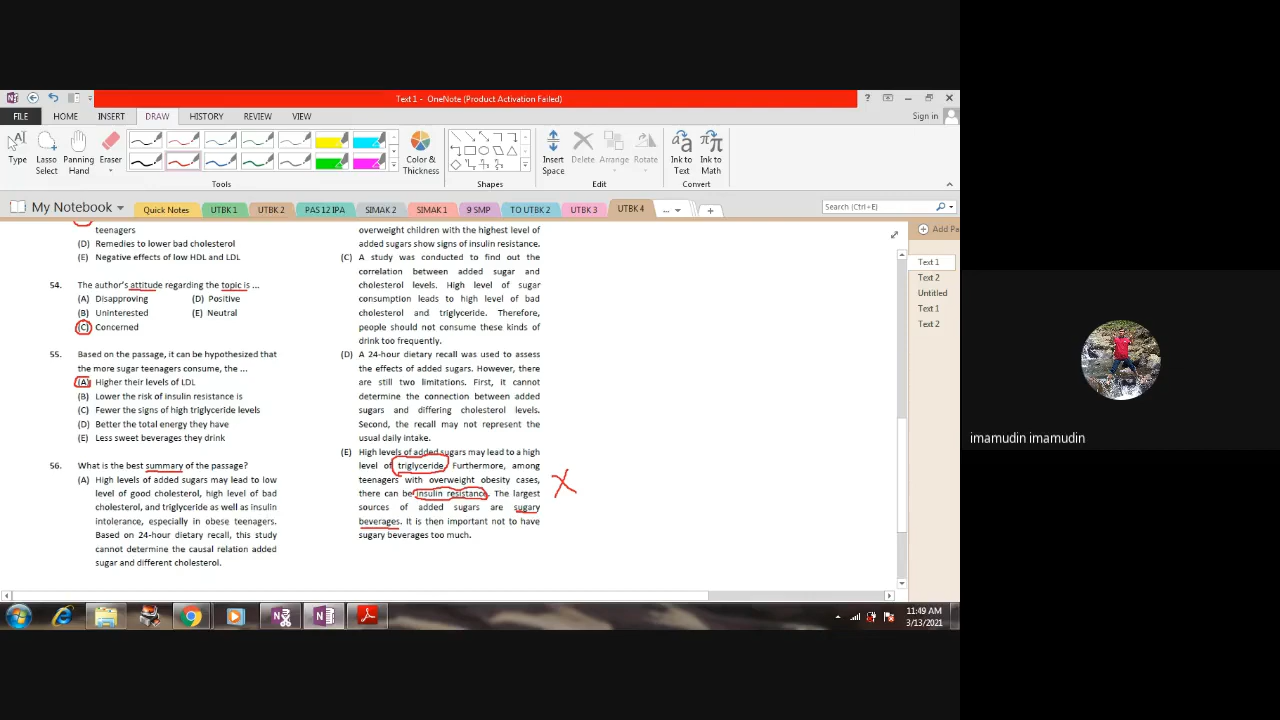 Text 1 - OneNote (Product Activation Failed)
FILE HOME INSERT DRAW HISTORY REVIEW VIEW
Sign in
Type
Lasso Select
Panning Hand
Eraser
Color & Thickness
Insert Space
Delete
Arrange
Rotate
Ink to Text
Ink to Math
Tools
Shapes
Edit
Convert
My Notebook
Quick Notes UTBK 1 UTBK 2 PAS 12 IPA SIMAK 2 SIMAK 1 9 SMP TO UTBK 2 UTBK 3 UTBK 4 ...
Search (Ctrl+E)
teenagers
(D) Remedies to lower bad cholesterol
(E) Negative effects of low HDL and LDL
54. The author's attitude regarding the topic is ...
(A) Disapproving (D) Positive
(B) Uninterested (E) Neutral
(C) Concerned
55. Based on the passage, it can be hypothesized that
the more sugar teenagers consume, the ...
(A) Higher their levels of LDL
(B) Lower the risk of insulin resistance is
(C) Fewer the signs of high triglyceride levels
(D) Better the total energy they have
(E) Less sweet beverages they drink
56. What is the best summary of the passage?
(A) High levels of added sugars may lead to low
level of good cholesterol, high level of bad
cholesterol, and triglyceride as well as insulin
intolerance, especially in obese teenagers.
Based on 24-hour dietary recall, this study
cannot determine the causal relation added
sugar and different cholesterol.
overweight children with the highest level of
added sugars show signs of insulin resistance.
(C) A study was conducted to find out the
correlation between added sugar and
cholesterol levels. High level of sugar
consumption leads to high level of bad
cholesterol and triglyceride. Therefore,
people should not consume these kinds of
drink too frequently.
(D) A 24-hour dietary recall was used to assess
the effects of added sugars. However, there
are still two limitations. First, it cannot
determine the connection between added
sugars and differing cholesterol levels.
Second, the recall may not represent the
usual daily intake.
(E) High levels of added sugars may lead to a high
level of triglyceride. Furthermore, among
teenagers with overweight obesity cases,
there can be insulin resistance. The largest
sources of added sugars are sugary
beverages. It is then important not to have
sugary beverages too much.
X
Add Pa
Text 1
Text 2
Untitled
Text 1
Text 2
imamudin imamudin
11:49 AM
3/13/2021